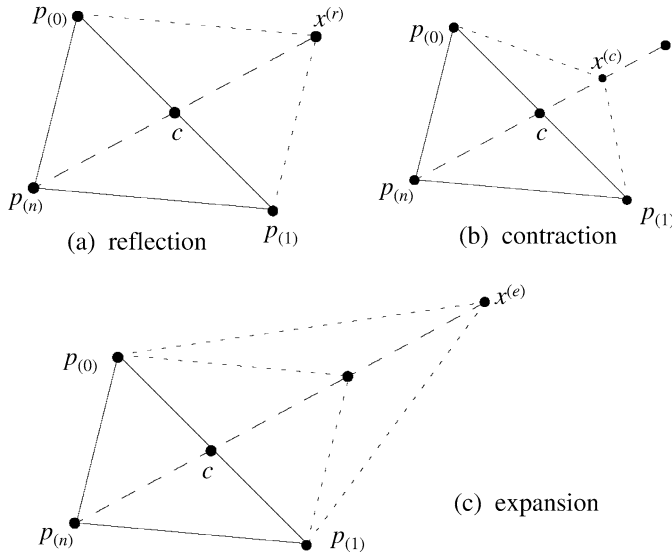 p(0)
x(r)
c
p(n)
p(1)
(a) reflection
p(0)
x(c)
c
p(n)
p(1)
(b) contraction
x(e)
p(0)
c
p(n)
p(1)
(c) expansion